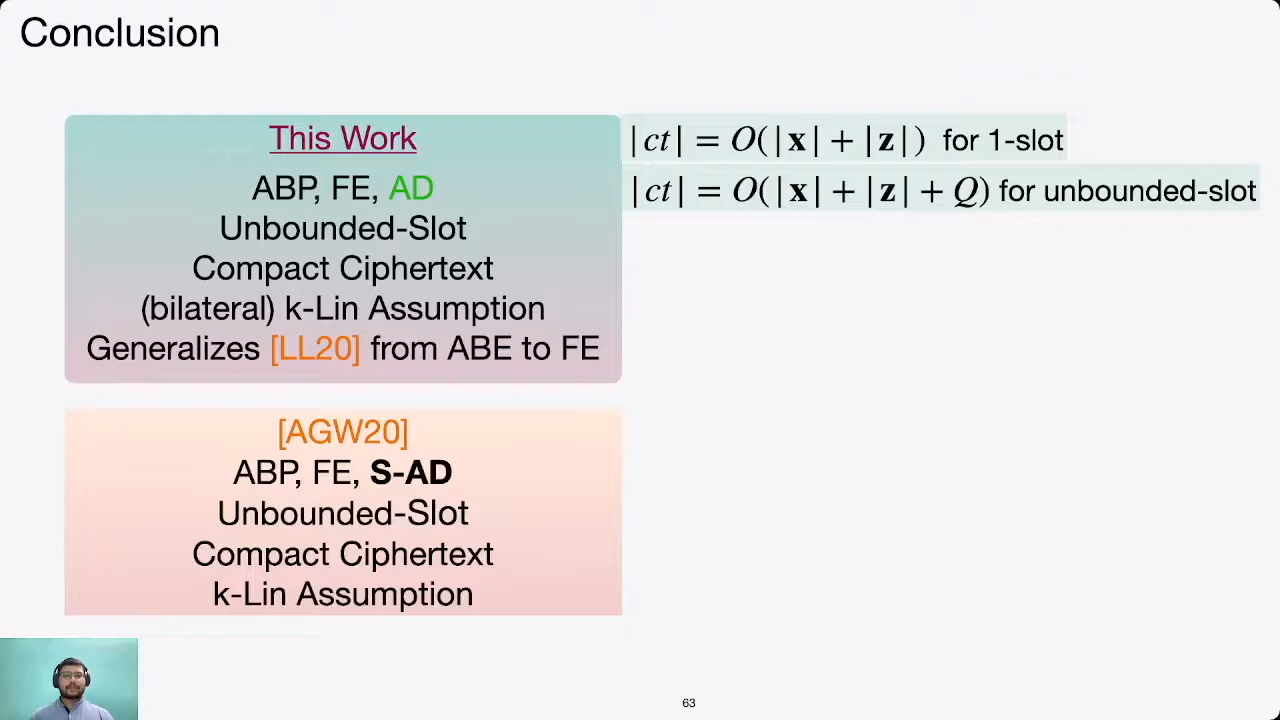 Conclusion
This Work
ABP, FE, AD
Unbounded-Slot
Compact Ciphertext
(bilateral) k-Lin Assumption
Generalizes [LL20] from ABE to FE
|ct| = O(|x| + |z|) for 1-slot
|ct| = O(|x| + |z| + Q) for unbounded-slot
[AGW20]
ABP, FE, S-AD
Unbounded-Slot
Compact Ciphertext
k-Lin Assumption
63